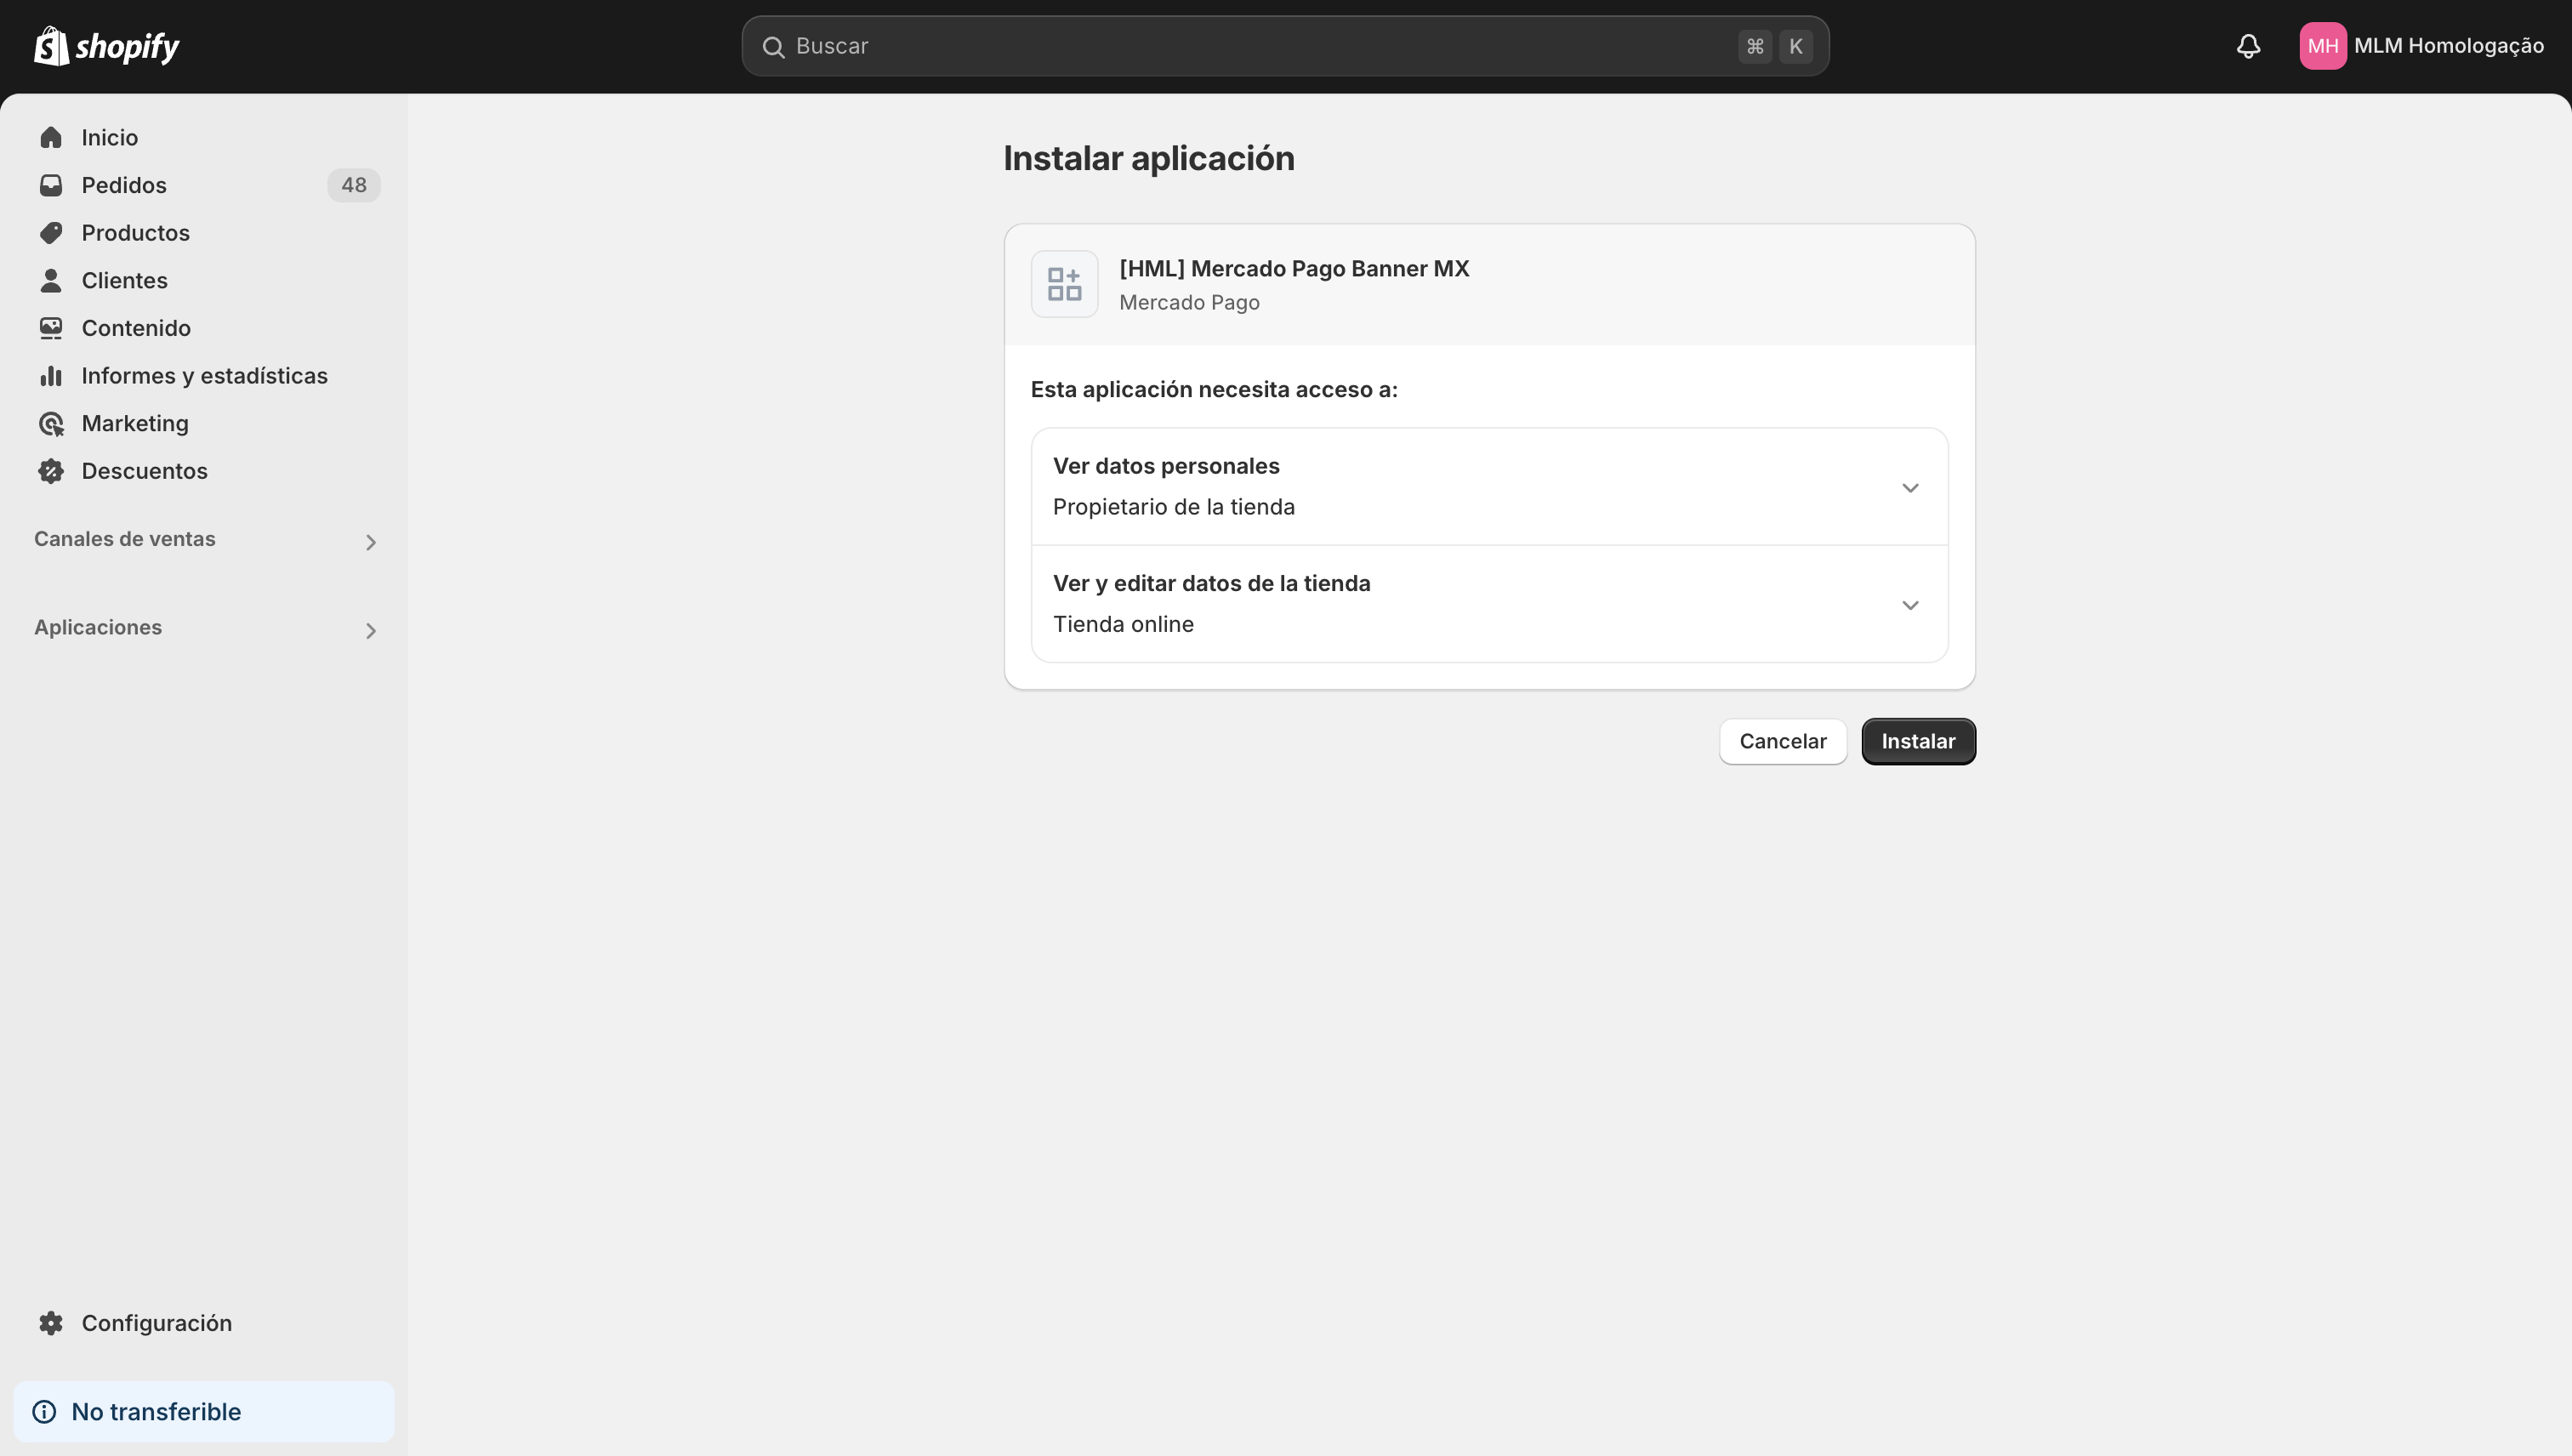 shopify
Buscar
⌘ K
MH
MLM Homologação
Inicio
Pedidos
48
Productos
Clientes
Contenido
Informes y estadísticas
Marketing
Descuentos
Canales de ventas
Aplicaciones
Configuración
No transferible
Instalar aplicación
[HML] Mercado Pago Banner MX
Mercado Pago
Esta aplicación necesita acceso a:
Ver datos personales
Propietario de la tienda
Ver y editar datos de la tienda
Tienda online
Cancelar
Instalar